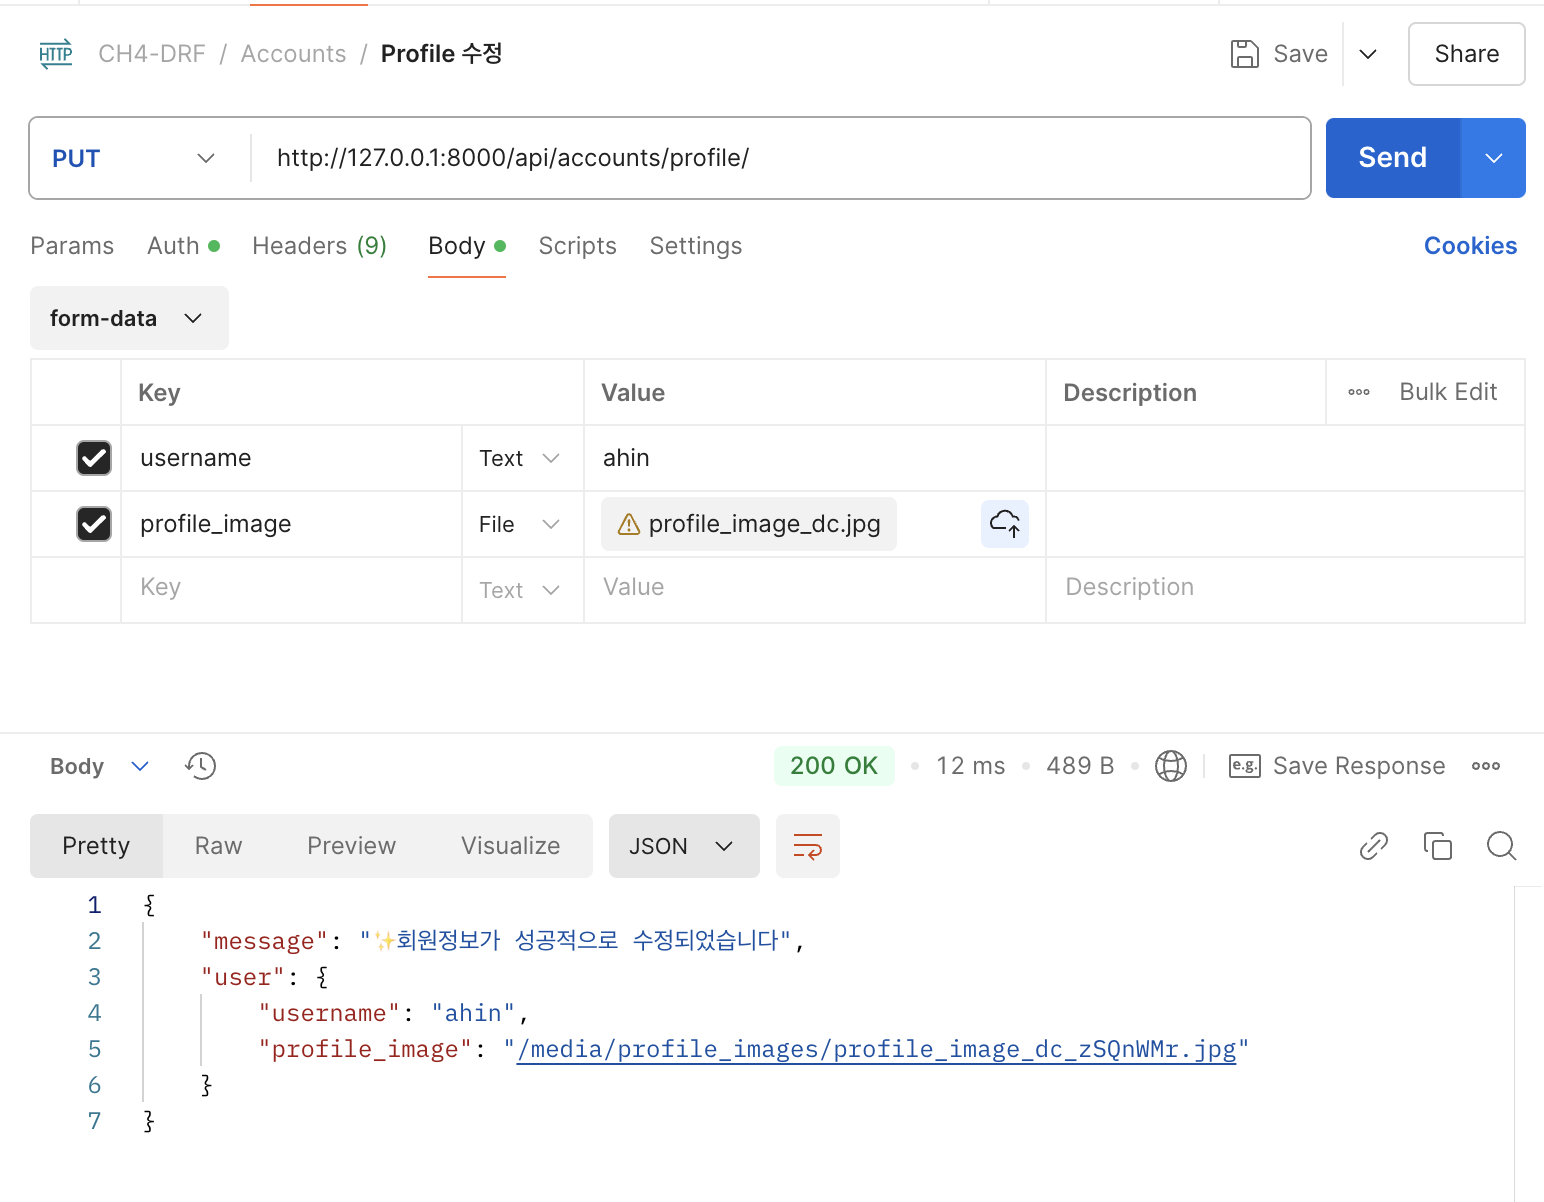 HTTP CH4-DRF / Accounts / Profile 수정 Save Share
PUT http://127.0.0.1:8000/api/accounts/profile/ Send
Params Auth Headers (9) Body Scripts Settings Cookies
form-data
Key Value Description Bulk Edit
username Text ahin
profile_image File profile_image_dc.jpg
Key Text Value Description
Body 200 OK 12 ms 489 B e.g. Save Response
Pretty Raw Preview Visualize JSON
1 {
2 "message": "✨회원정보가 성공적으로 수정되었습니다",
3 "user": {
4 "username": "ahin",
5 "profile_image": "/media/profile_images/profile_image_dc_zSQnWMr.jpg"
6 }
7 }